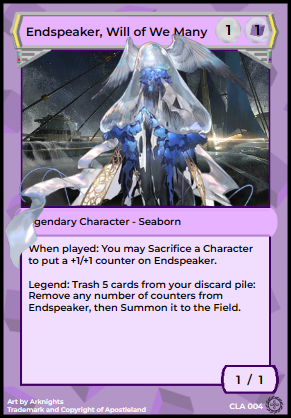 Endspeaker, Will of We Many 1 1
gendary Character - Seaborn
When played: You may Sacrifice a Character
to put a +1/+1 counter on Endspeaker.
Legend: Trash 5 cards from your discard pile:
Remove any number of counters from
Endspeaker, then Summon it to the Field.
1 / 1
Art by Arknights
Trademark and Copyright of Apostleland
CLA 004